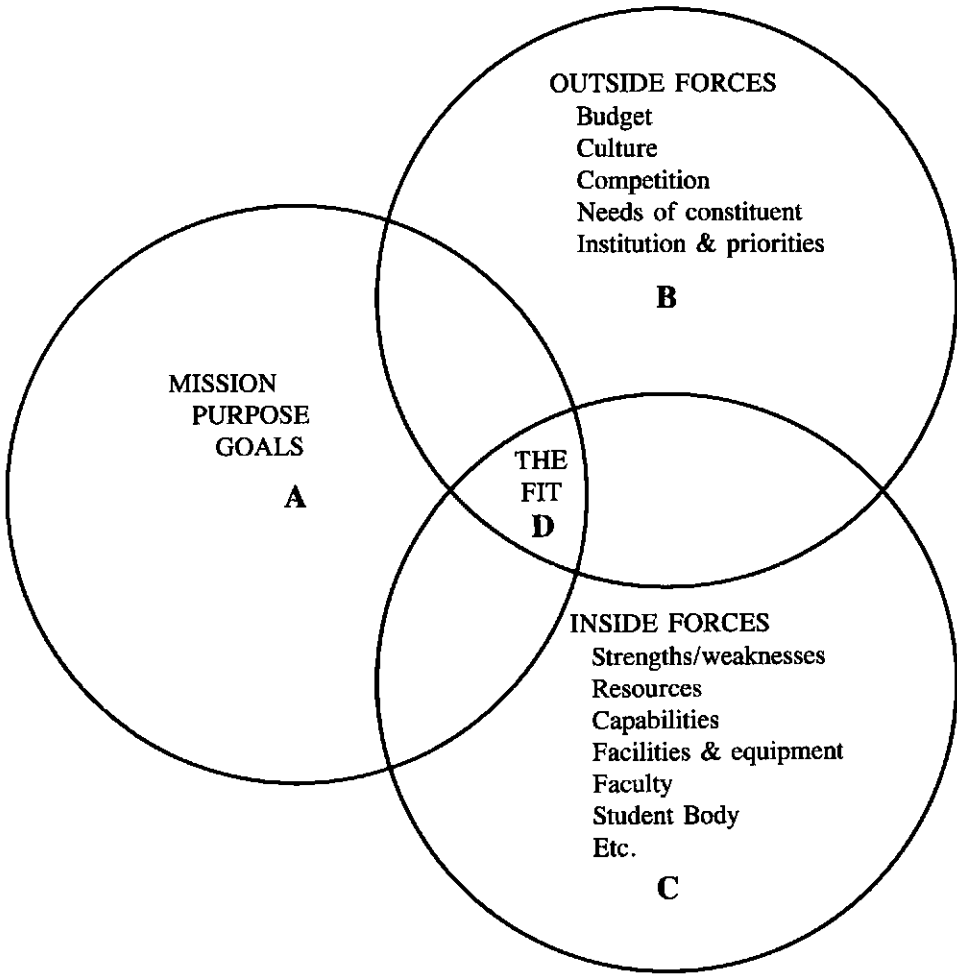 OUTSIDE FORCES
Budget
Culture
Competition
Needs of constituent
Institution & priorities
B
MISSION
PURPOSE
GOALS
A
THE
FIT
D
INSIDE FORCES
Strengths/weaknesses
Resources
Capabilities
Facilities & equipment
Faculty
Student Body
Etc.
C